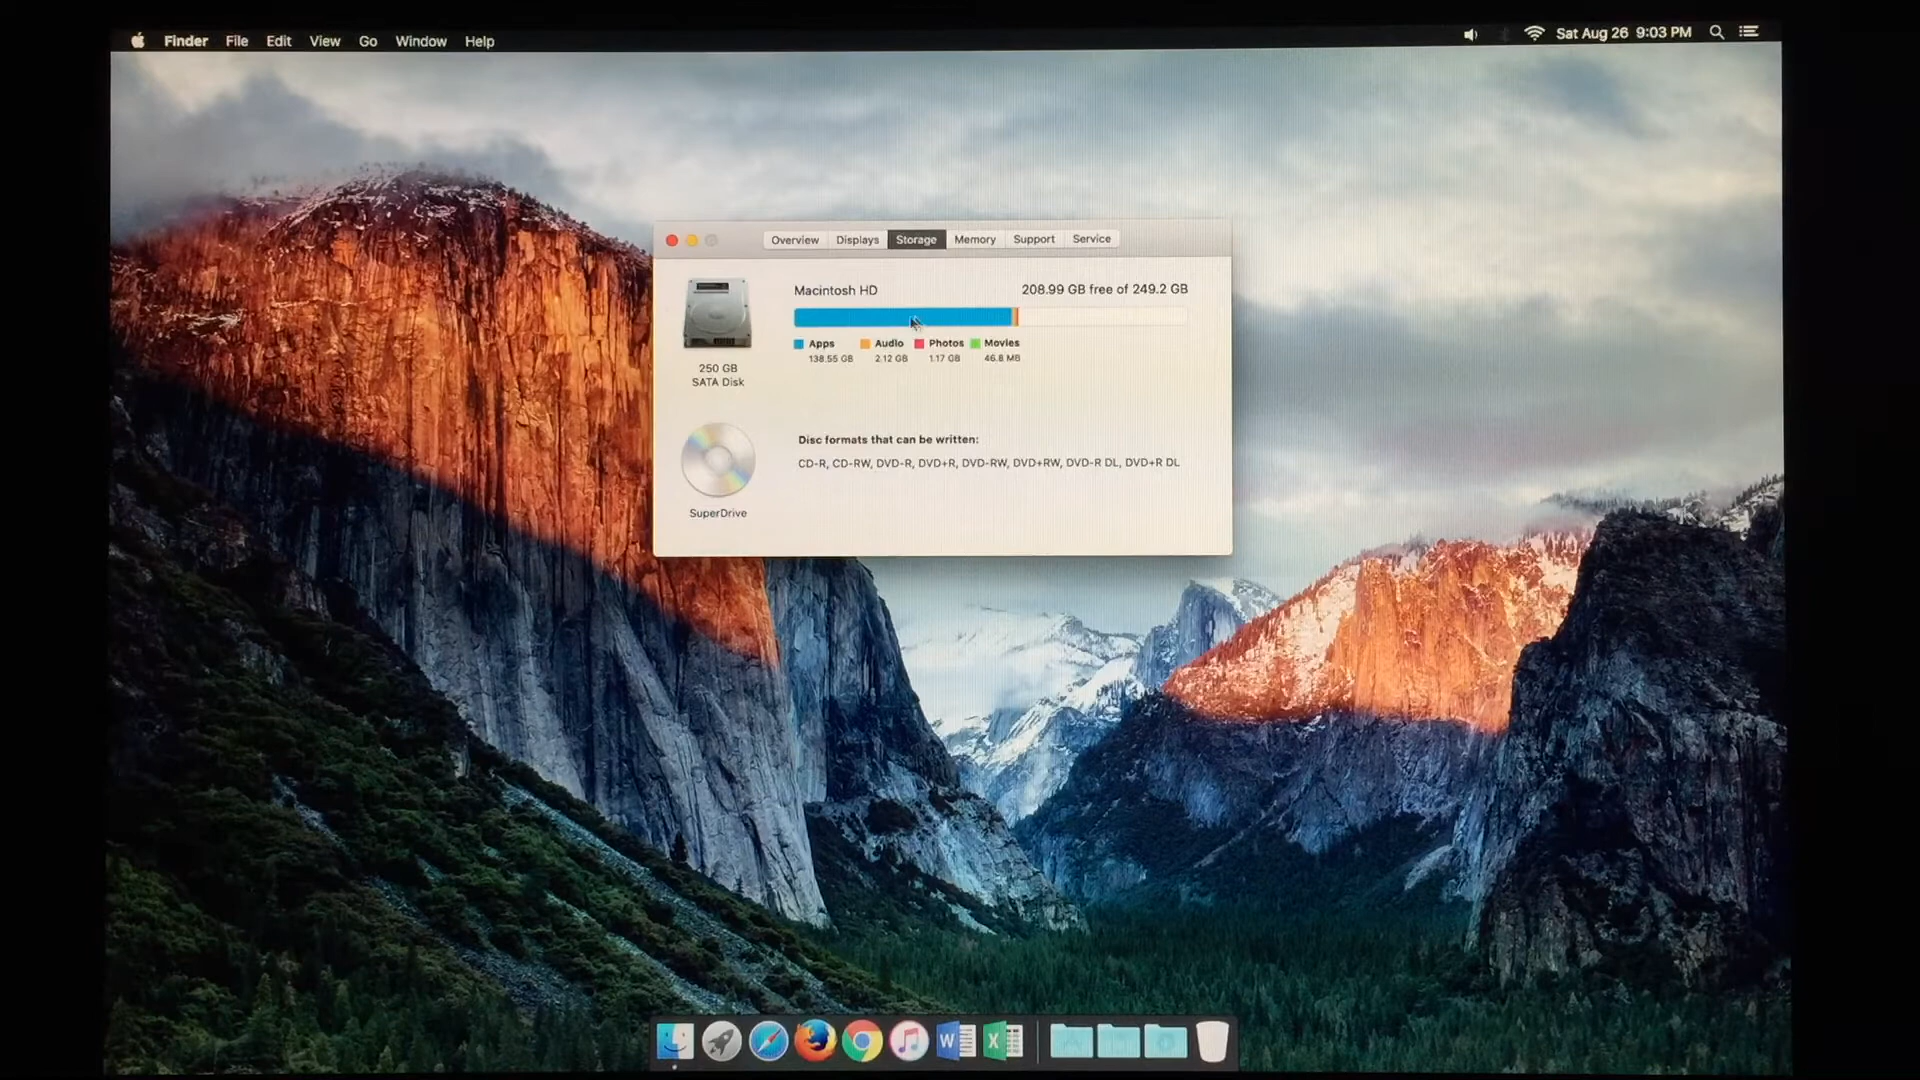 Finder File Edit View Go Window Help
Sat Aug 26 9:03 PM
Overview Displays Storage Memory Support Service
Macintosh HD 208.99 GB free of 249.2 GB
Apps Audio Photos Movies
138.55 GB 2.12 GB 1.17 GB 46.8 MB
250 GB
SATA Disk
Disc formats that can be written:
CD-R, CD-RW, DVD-R, DVD+R, DVD-RW, DVD+RW, DVD-R DL, DVD+R DL
SuperDrive
W X